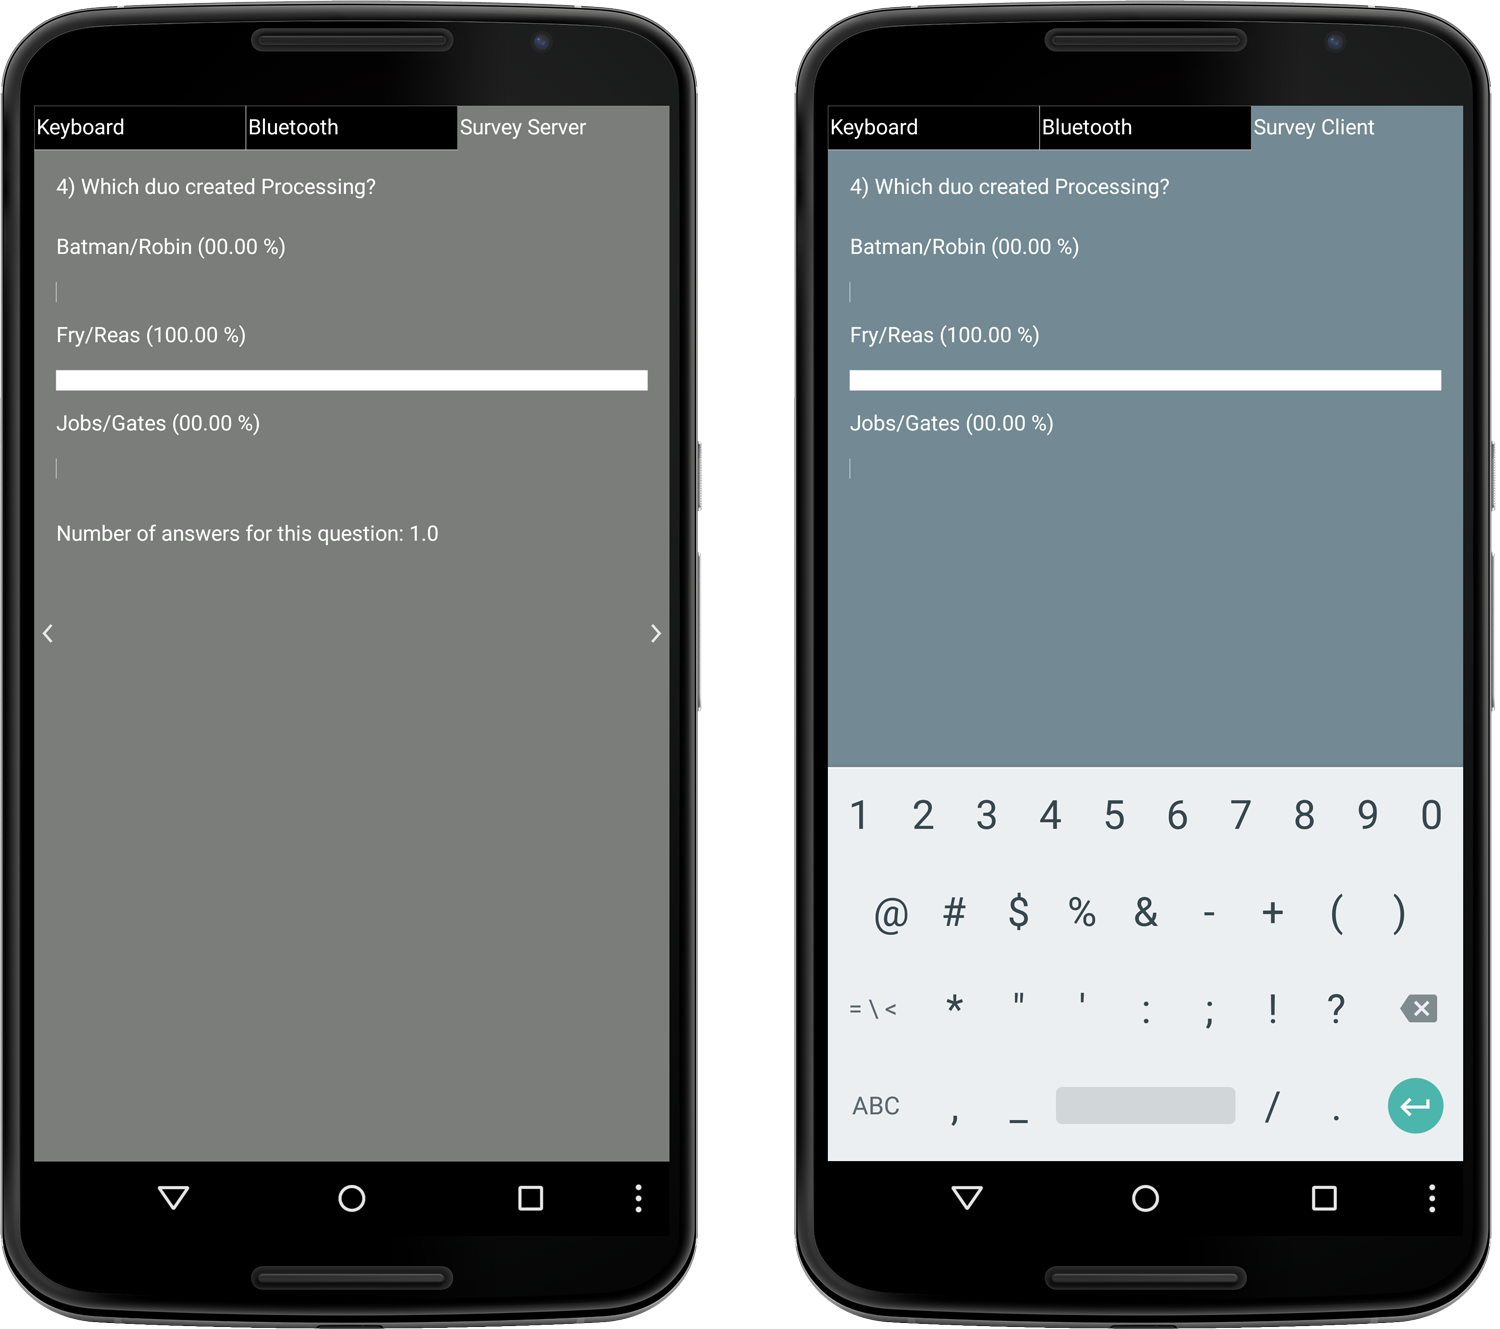 Keyboard Bluetooth Survey Server
4) Which duo created Processing?
Batman/Robin (00.00 %)
Fry/Reas (100.00 %)
Jobs/Gates (00.00 %)
Number of answers for this question: 1.0
Keyboard Bluetooth Survey Client
4) Which duo created Processing?
Batman/Robin (00.00 %)
Fry/Reas (100.00 %)
Jobs/Gates (00.00 %)
1 2 3 4 5 6 7 8 9 0
@ # $ % & - + ( )
= \ < * " ' : ; ! ?
ABC , _ / .